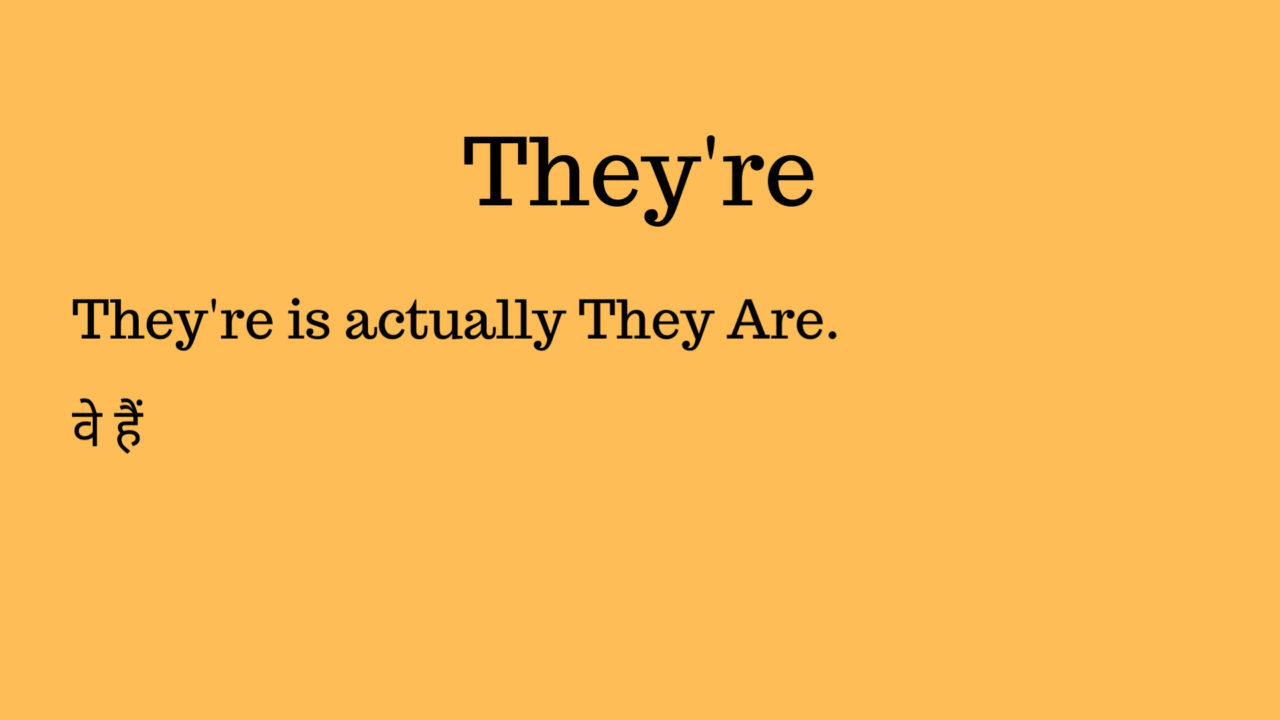 They're
They're is actually They Are.
वे हैं